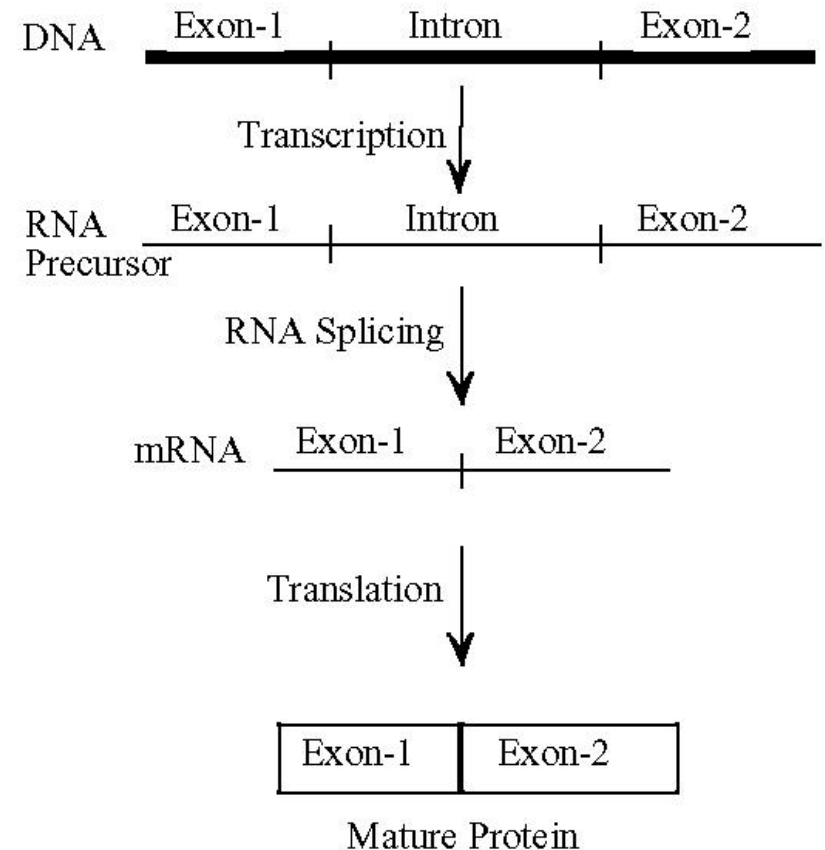 DNA Exon-1 Intron Exon-2
Transcription
RNA Exon-1 Intron Exon-2
Precursor
RNA Splicing
mRNA Exon-1 Exon-2
Translation
Exon-1 Exon-2
Mature Protein